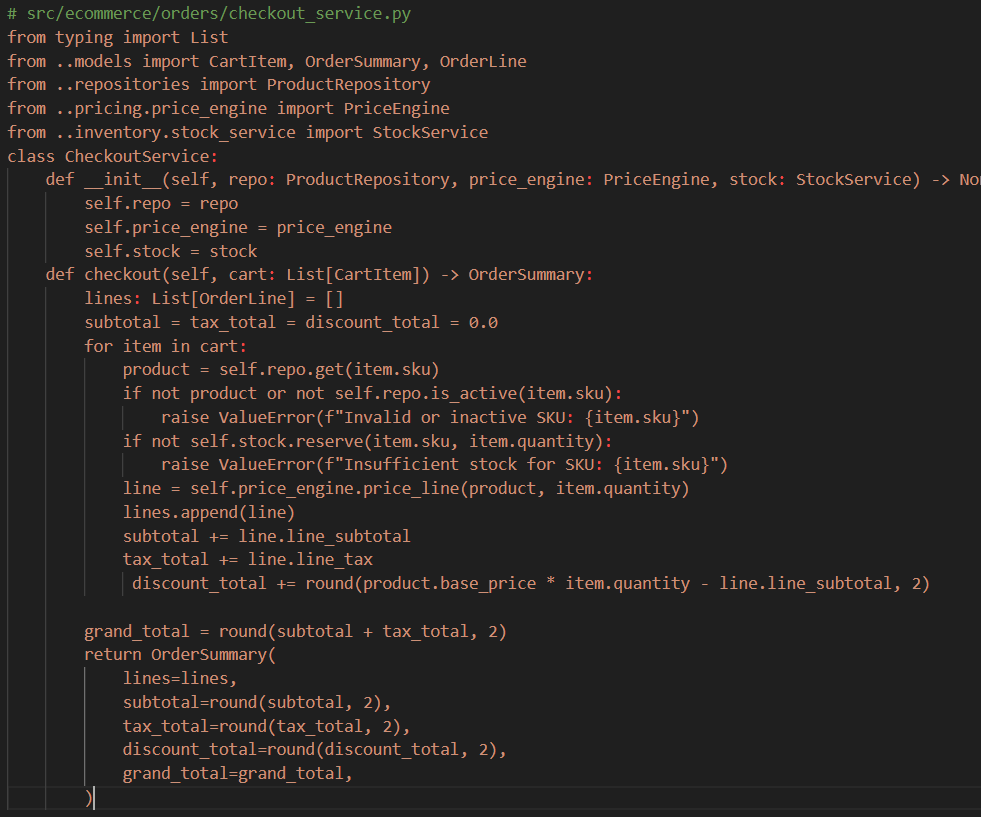 # src/ecommerce/orders/checkout_service.py
from typing import List
from ..models import CartItem, OrderSummary, OrderLine
from ..repositories import ProductRepository
from ..pricing.price_engine import PriceEngine
from ..inventory.stock_service import StockService
class CheckoutService:
    def __init__(self, repo: ProductRepository, price_engine: PriceEngine, stock: StockService) -> No
        self.repo = repo
        self.price_engine = price_engine
        self.stock = stock
    def checkout(self, cart: List[CartItem]) -> OrderSummary:
        lines: List[OrderLine] = []
        subtotal = tax_total = discount_total = 0.0
        for item in cart:
            product = self.repo.get(item.sku)
            if not product or not self.repo.is_active(item.sku):
                raise ValueError(f"Invalid or inactive SKU: {item.sku}")
            if not self.stock.reserve(item.sku, item.quantity):
                raise ValueError(f"Insufficient stock for SKU: {item.sku}")
            line = self.price_engine.price_line(product, item.quantity)
            lines.append(line)
            subtotal += line.line_subtotal
            tax_total += line.line_tax
             discount_total += round(product.base_price * item.quantity - line.line_subtotal, 2)

        grand_total = round(subtotal + tax_total, 2)
        return OrderSummary(
            lines=lines,
            subtotal=round(subtotal, 2),
            tax_total=round(tax_total, 2),
            discount_total=round(discount_total, 2),
            grand_total=grand_total,
        )